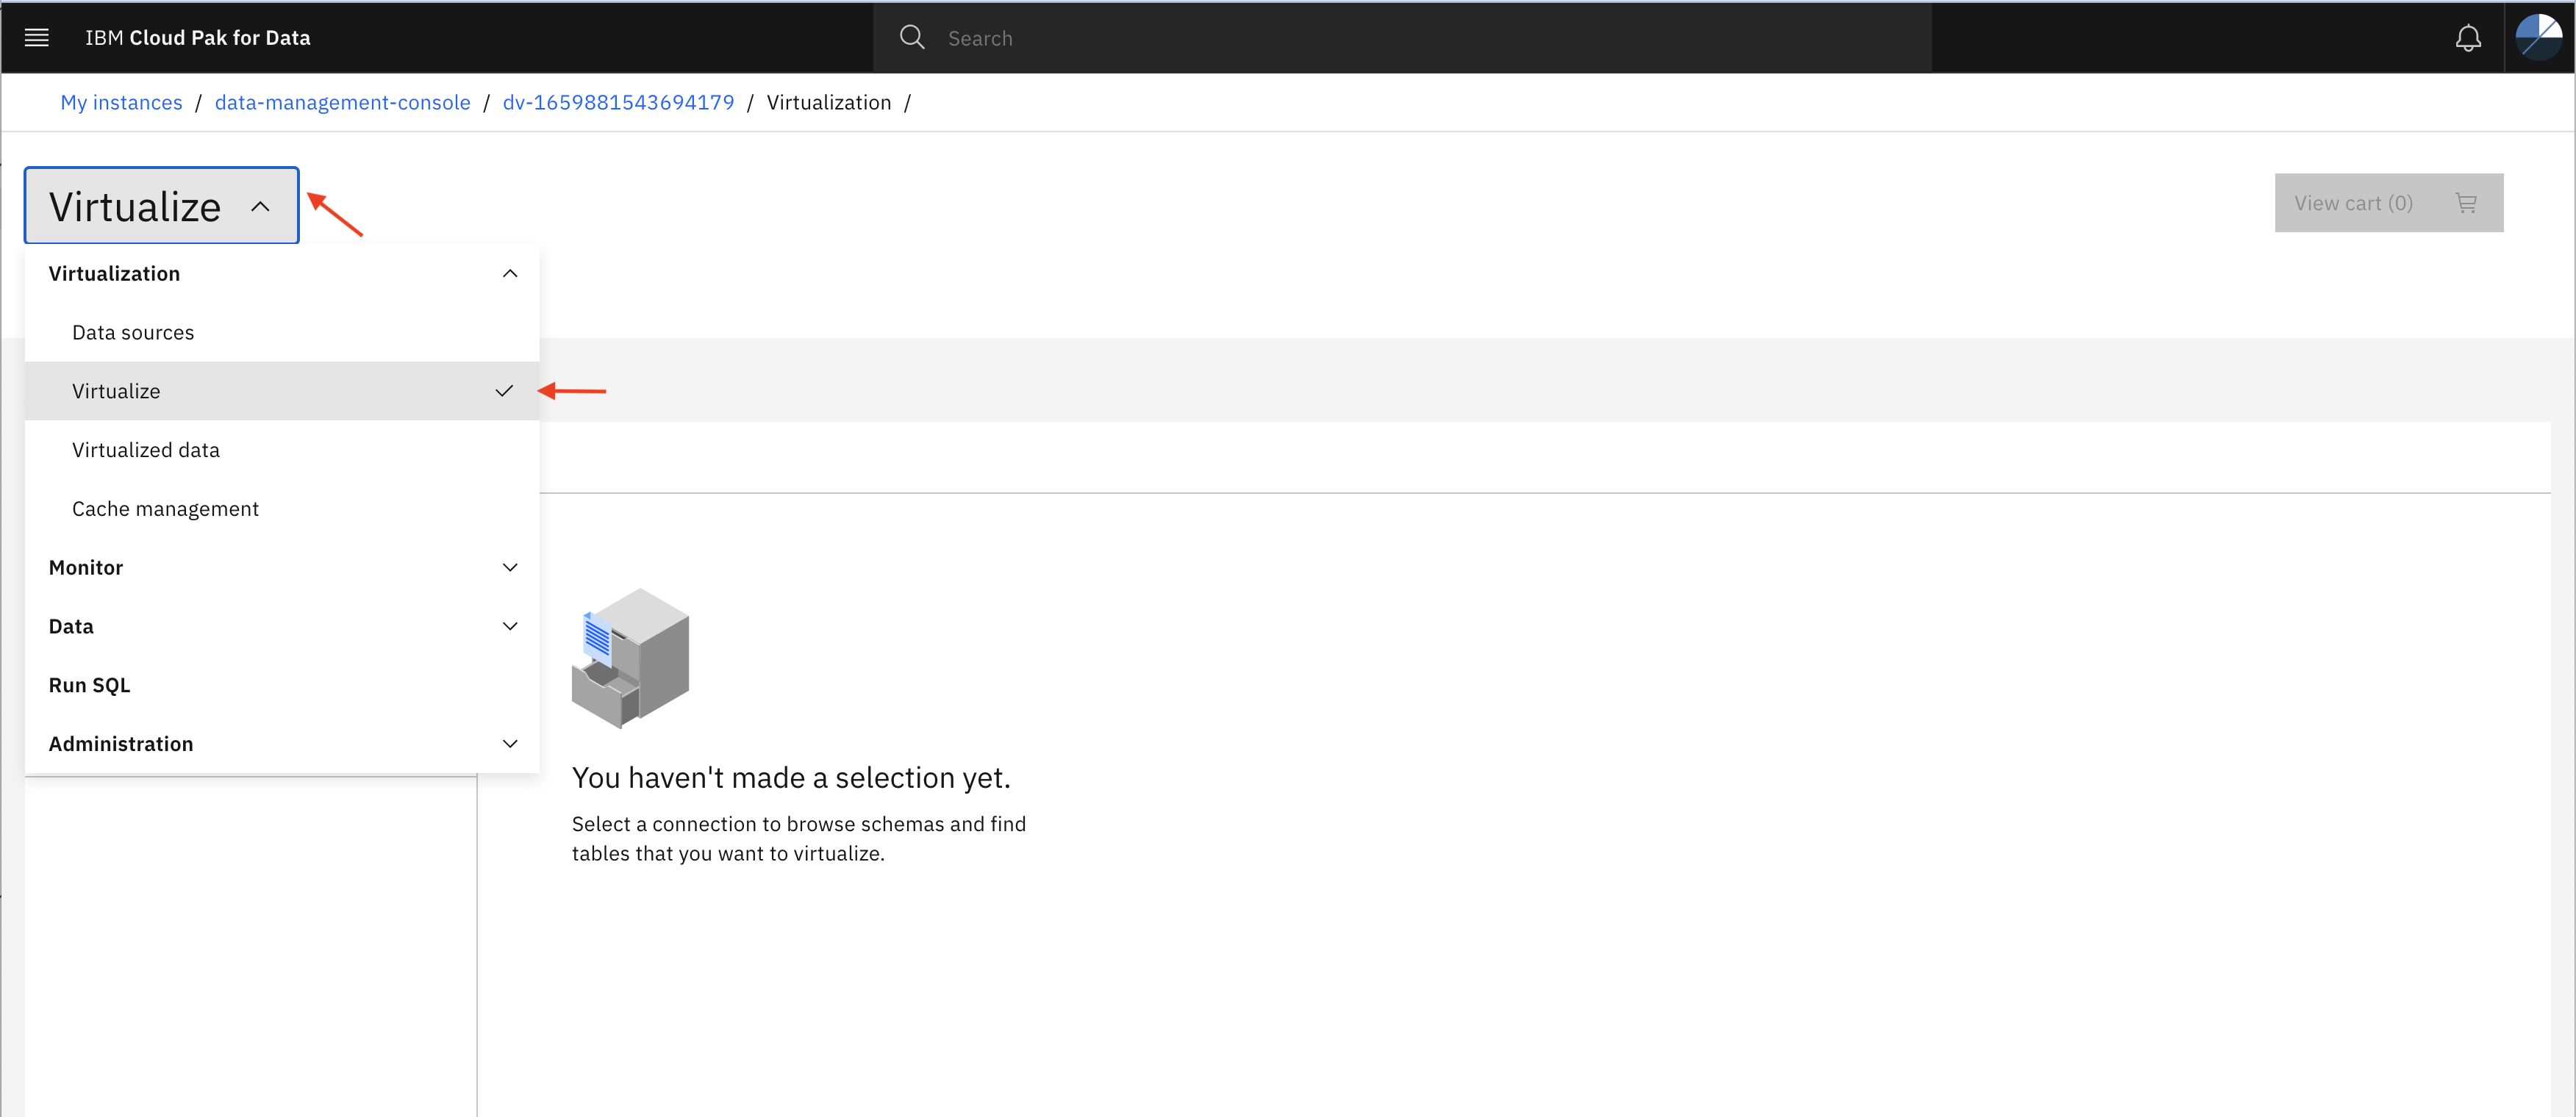 IBM Cloud Pak for Data
Search
My instances / data-management-console / dv-1659881543694179 / Virtualization /
Virtualize
View cart (0)
Virtualization
Data sources
Virtualize
Virtualized data
Cache management
Monitor
Data
Run SQL
Administration
You haven't made a selection yet.
Select a connection to browse schemas and find
tables that you want to virtualize.